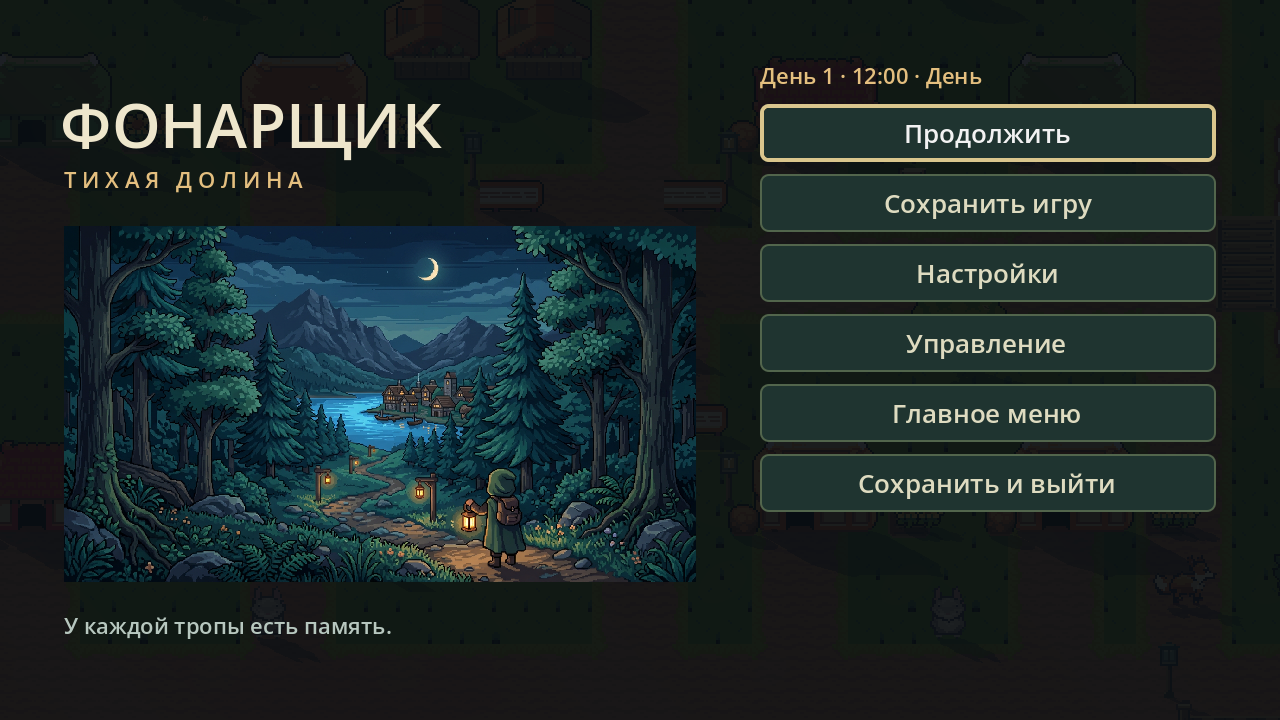 ФОНАРЩИК
ТИХАЯ ДОЛИНА
У каждой тропы есть память.
День 1 · 12:00 · День
Продолжить
Сохранить игру
Настройки
Управление
Главное меню
Сохранить и выйти